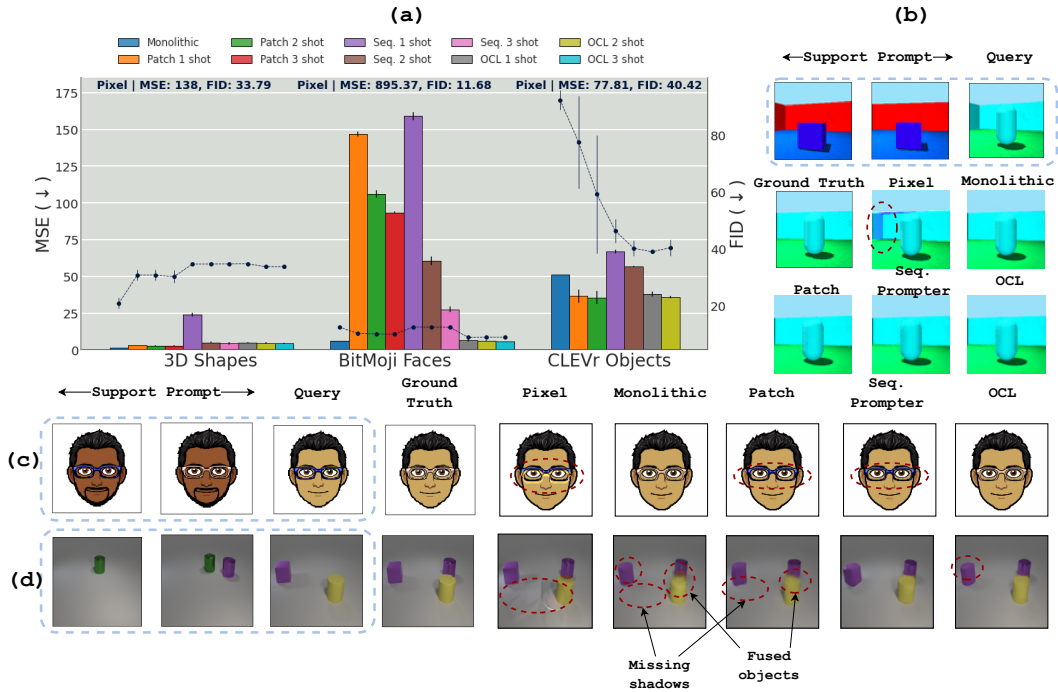 (a)
(b)
Monolithic
Patch 2 shot
Seq. 1 shot
Seq. 3 shot
OCL 2 shot
Patch 1 shot
Patch 3 shot
Seq. 2 shot
OCL 1 shot
OCL 3 shot
Pixel | MSE: 138, FID: 33.79
Pixel | MSE: 895.37, FID: 11.68
Pixel | MSE: 77.81, FID: 40.42
MSE (↓)
175
150
125
100
75
50
25
0
80
60
40
20
FID (↓)
3D Shapes
BitMoji Faces
CLEVr Objects
←Support Prompt→
Query
Ground Truth
Pixel
Monolithic
Patch
Seq.
Prompter
OCL
←Support Prompt→
Query
Ground
Truth
Pixel
Monolithic
Patch
Seq.
Prompter
OCL
(c)
(d)
Missing
shadows
Fused
objects